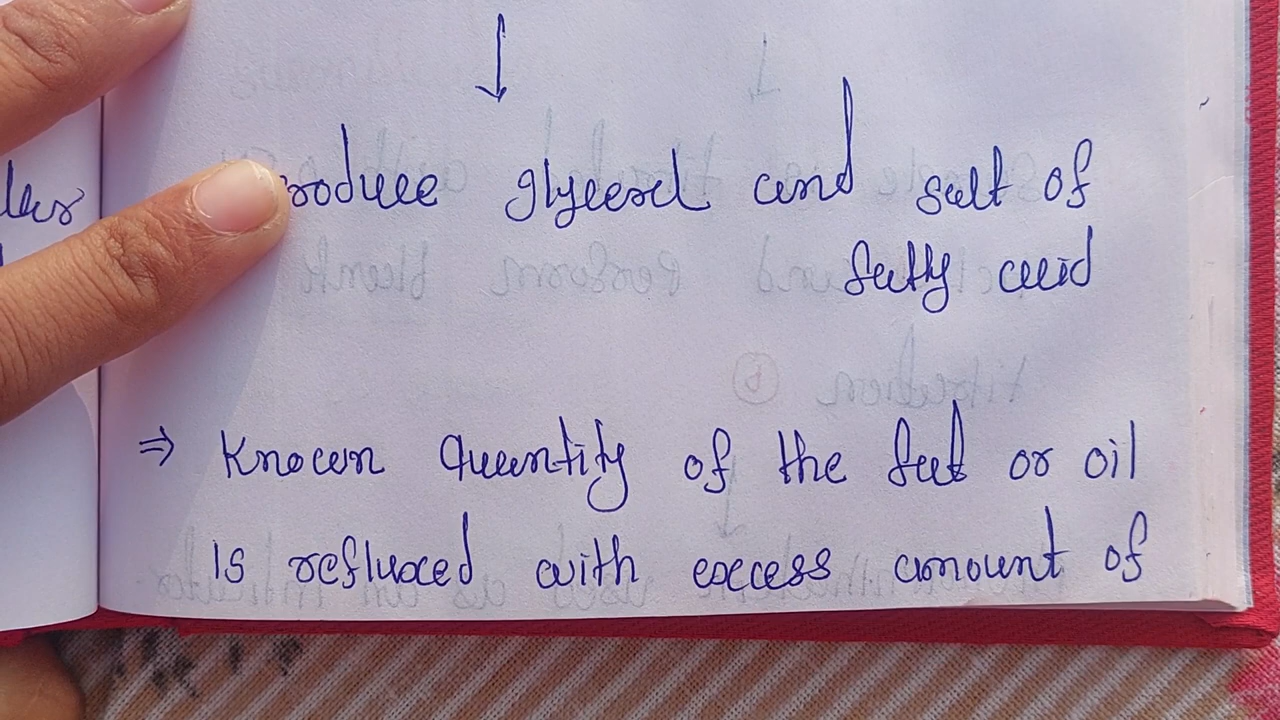 ↓
produce glycerol and salt of
fatty acid
⇒ Known Quantity of the fat or oil
is refluxed with excess amount of